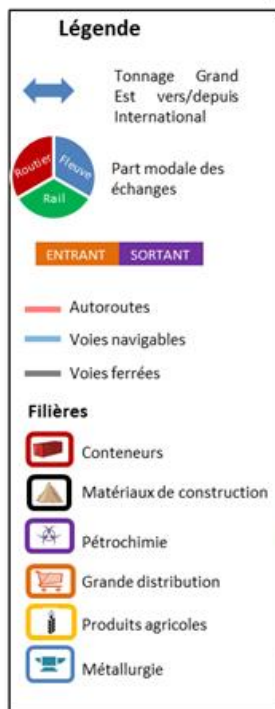 Légende
Tonnage Grand
Est vers/depuis
International
Routier
Fleuve
Rail
Part modale des
échanges
ENTRANT SORTANT
Autoroutes
Voies navigables
Voies ferrées
Filières
Conteneurs
Matériaux de construction
Pétrochimie
Grande distribution
Produits agricoles
Métallurgie